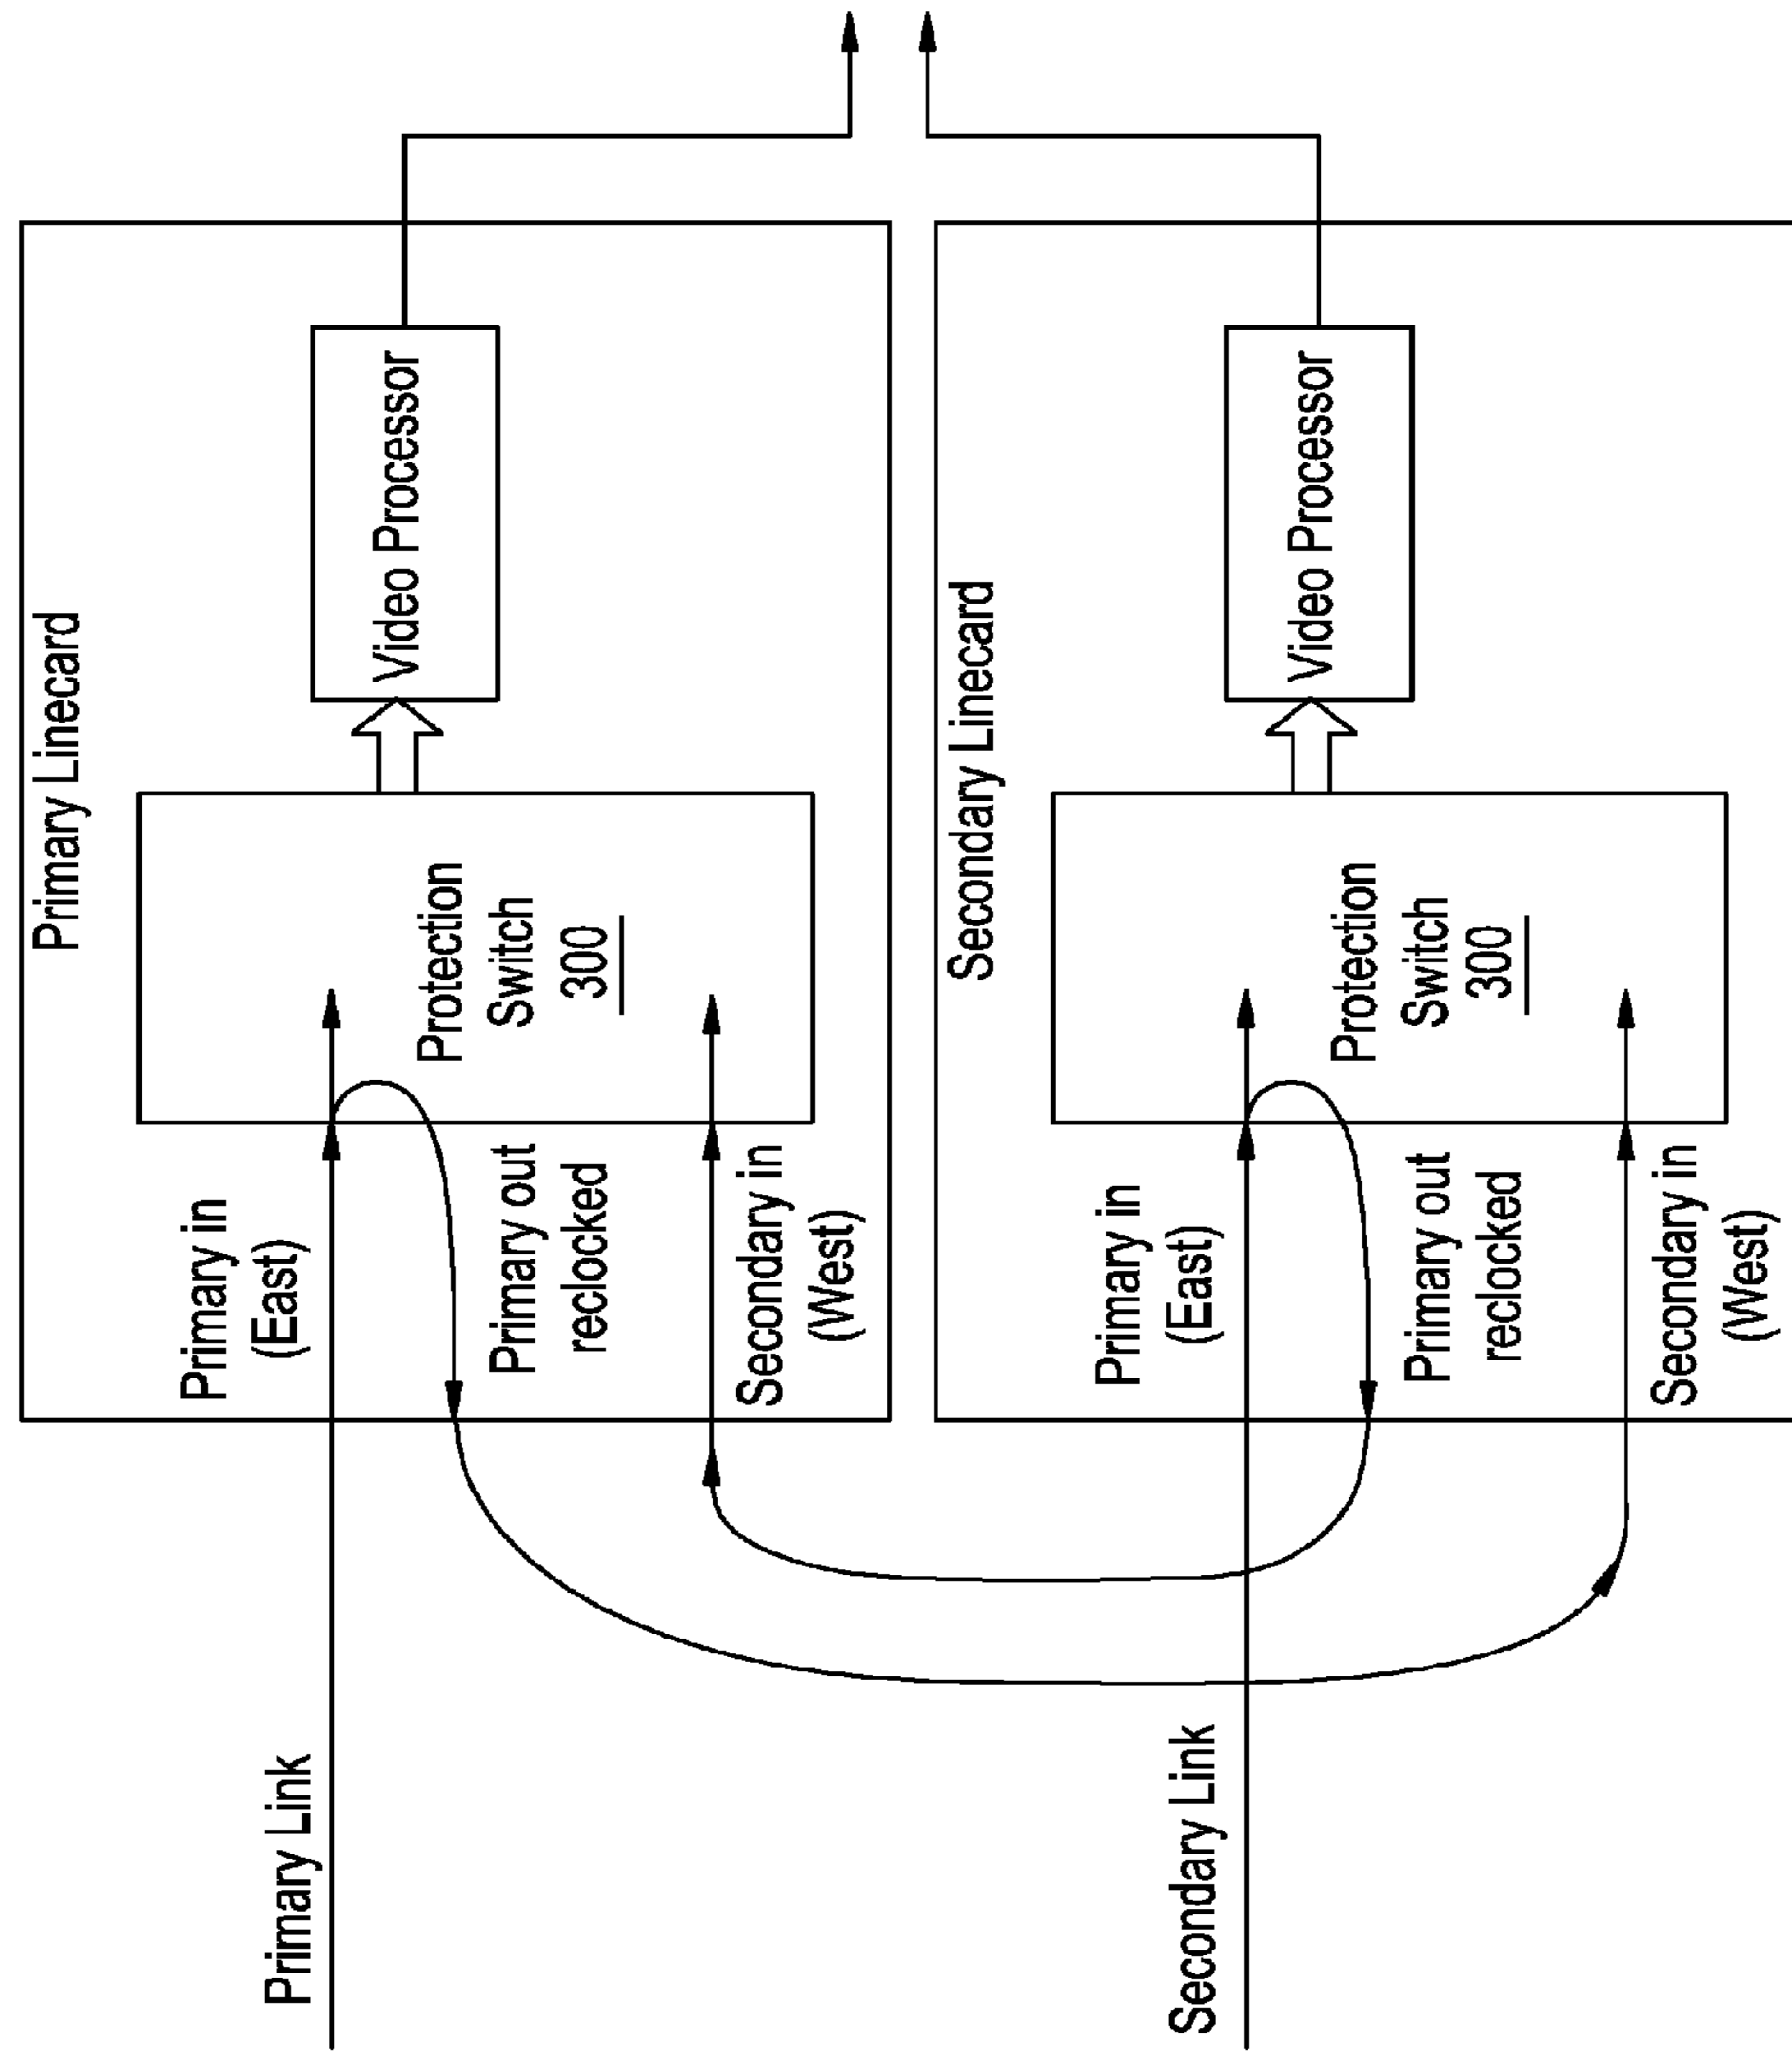 Primary Linecard
Video Processor
Protection
Switch
300
Primary in
(East)
Primary out
reclocked
Secondary in
(West)
Primary Link
Secondary Linecard
Video Processor
Protection
Switch
300
Primary in
(East)
Primary out
reclocked
Secondary in
(West)
Secondary Link